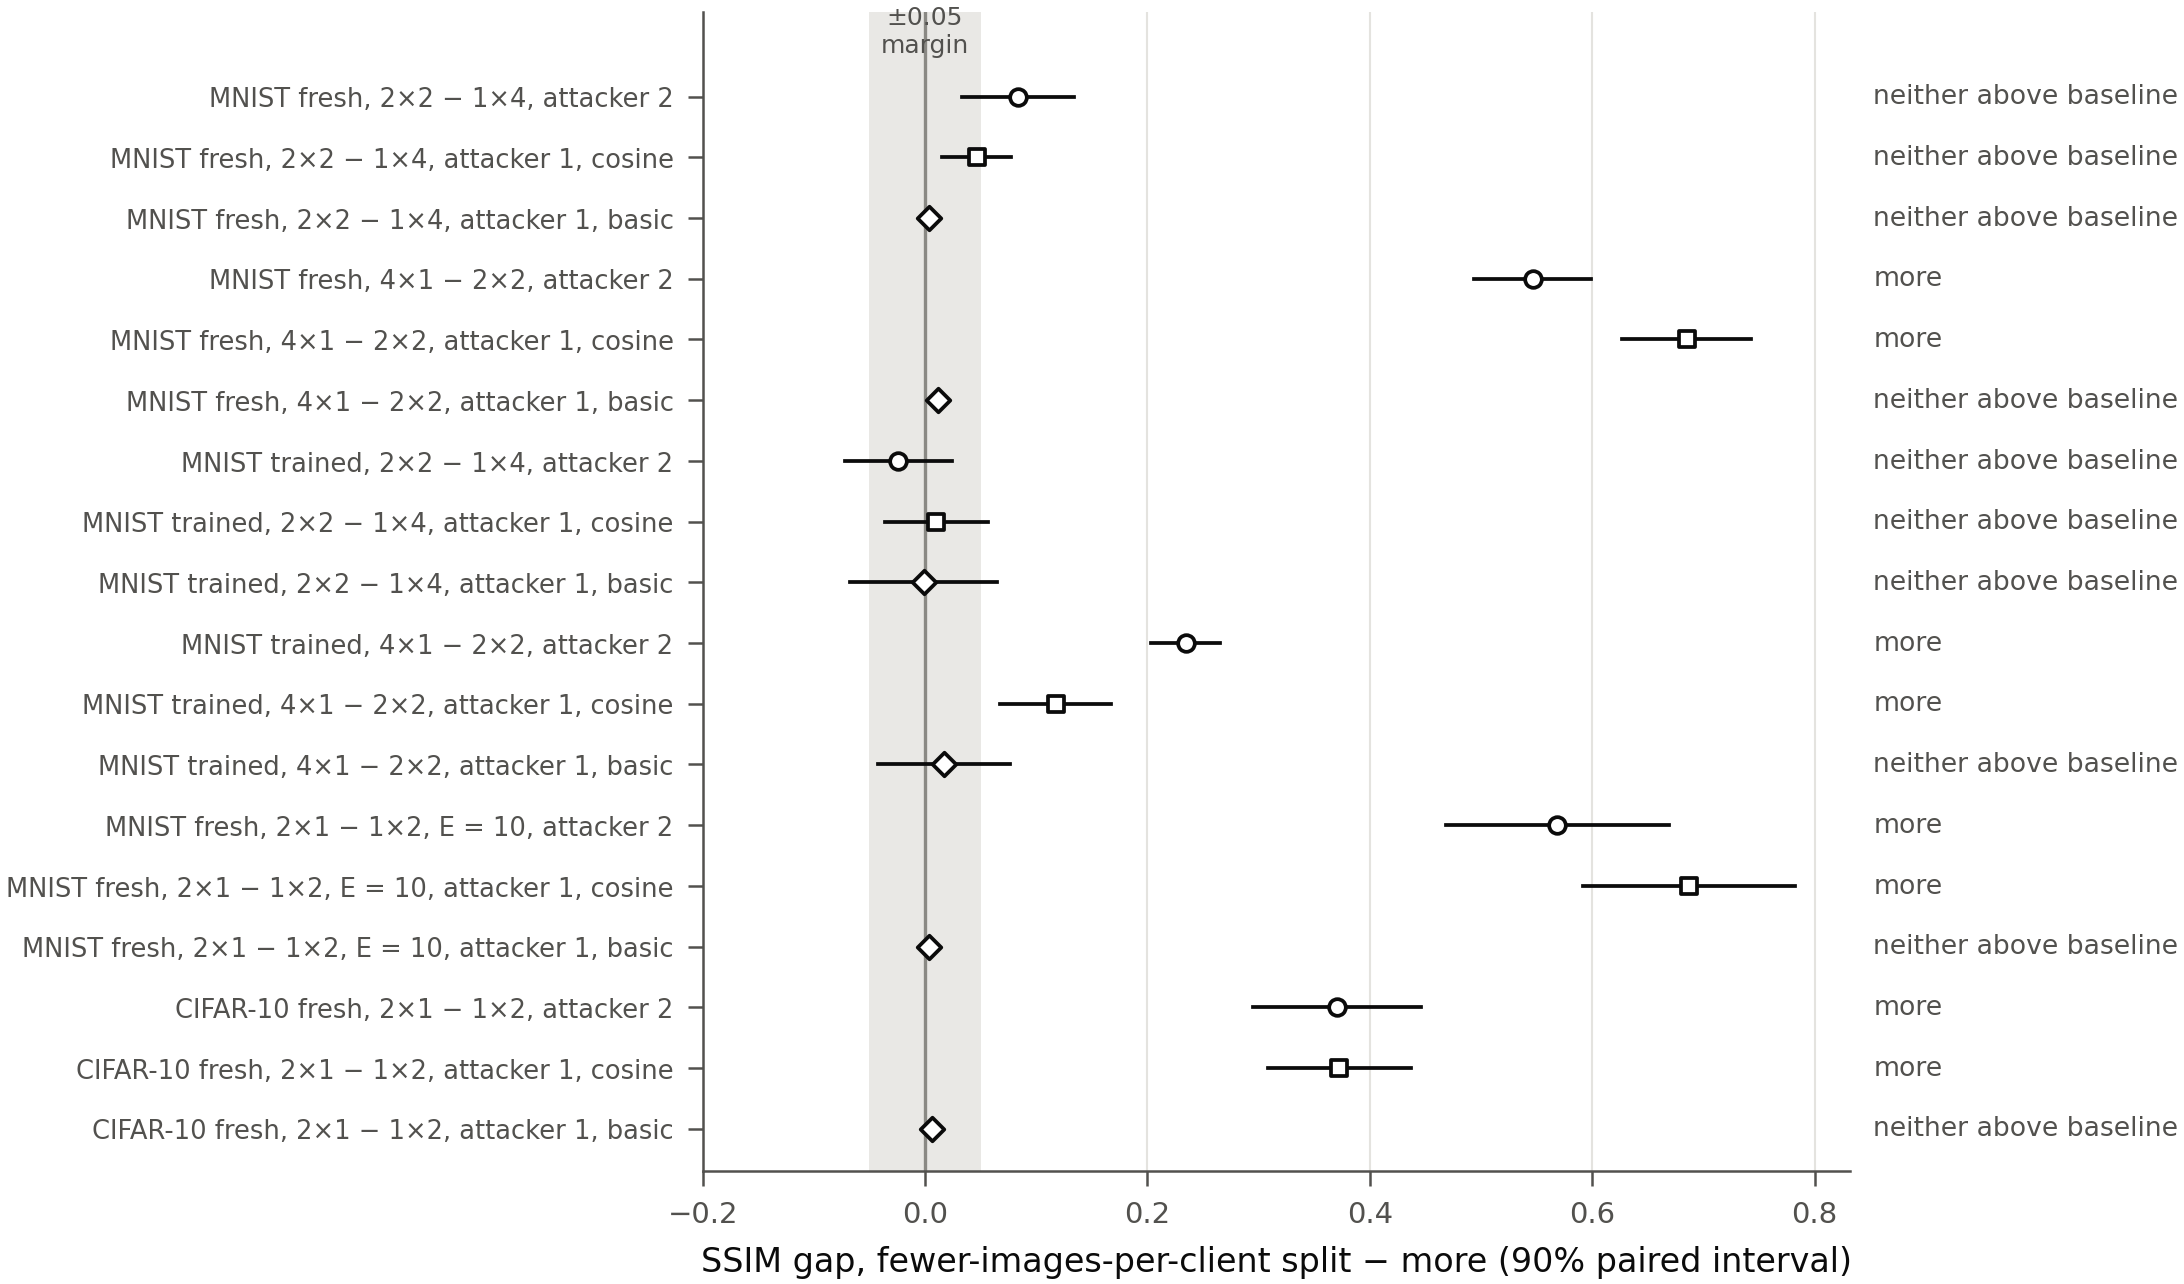 ±0.05
margin
MNIST fresh, 2×2 − 1×4, attacker 2 neither above baseline
MNIST fresh, 2×2 − 1×4, attacker 1, cosine neither above baseline
MNIST fresh, 2×2 − 1×4, attacker 1, basic neither above baseline
MNIST fresh, 4×1 − 2×2, attacker 2 more
MNIST fresh, 4×1 − 2×2, attacker 1, cosine more
MNIST fresh, 4×1 − 2×2, attacker 1, basic neither above baseline
MNIST trained, 2×2 − 1×4, attacker 2 neither above baseline
MNIST trained, 2×2 − 1×4, attacker 1, cosine neither above baseline
MNIST trained, 2×2 − 1×4, attacker 1, basic neither above baseline
MNIST trained, 4×1 − 2×2, attacker 2 more
MNIST trained, 4×1 − 2×2, attacker 1, cosine more
MNIST trained, 4×1 − 2×2, attacker 1, basic neither above baseline
MNIST fresh, 2×1 − 1×2, E = 10, attacker 2 more
MNIST fresh, 2×1 − 1×2, E = 10, attacker 1, cosine more
MNIST fresh, 2×1 − 1×2, E = 10, attacker 1, basic neither above baseline
CIFAR-10 fresh, 2×1 − 1×2, attacker 2 more
CIFAR-10 fresh, 2×1 − 1×2, attacker 1, cosine more
CIFAR-10 fresh, 2×1 − 1×2, attacker 1, basic neither above baseline
−0.2 0.0 0.2 0.4 0.6 0.8
SSIM gap, fewer-images-per-client split − more (90% paired interval)